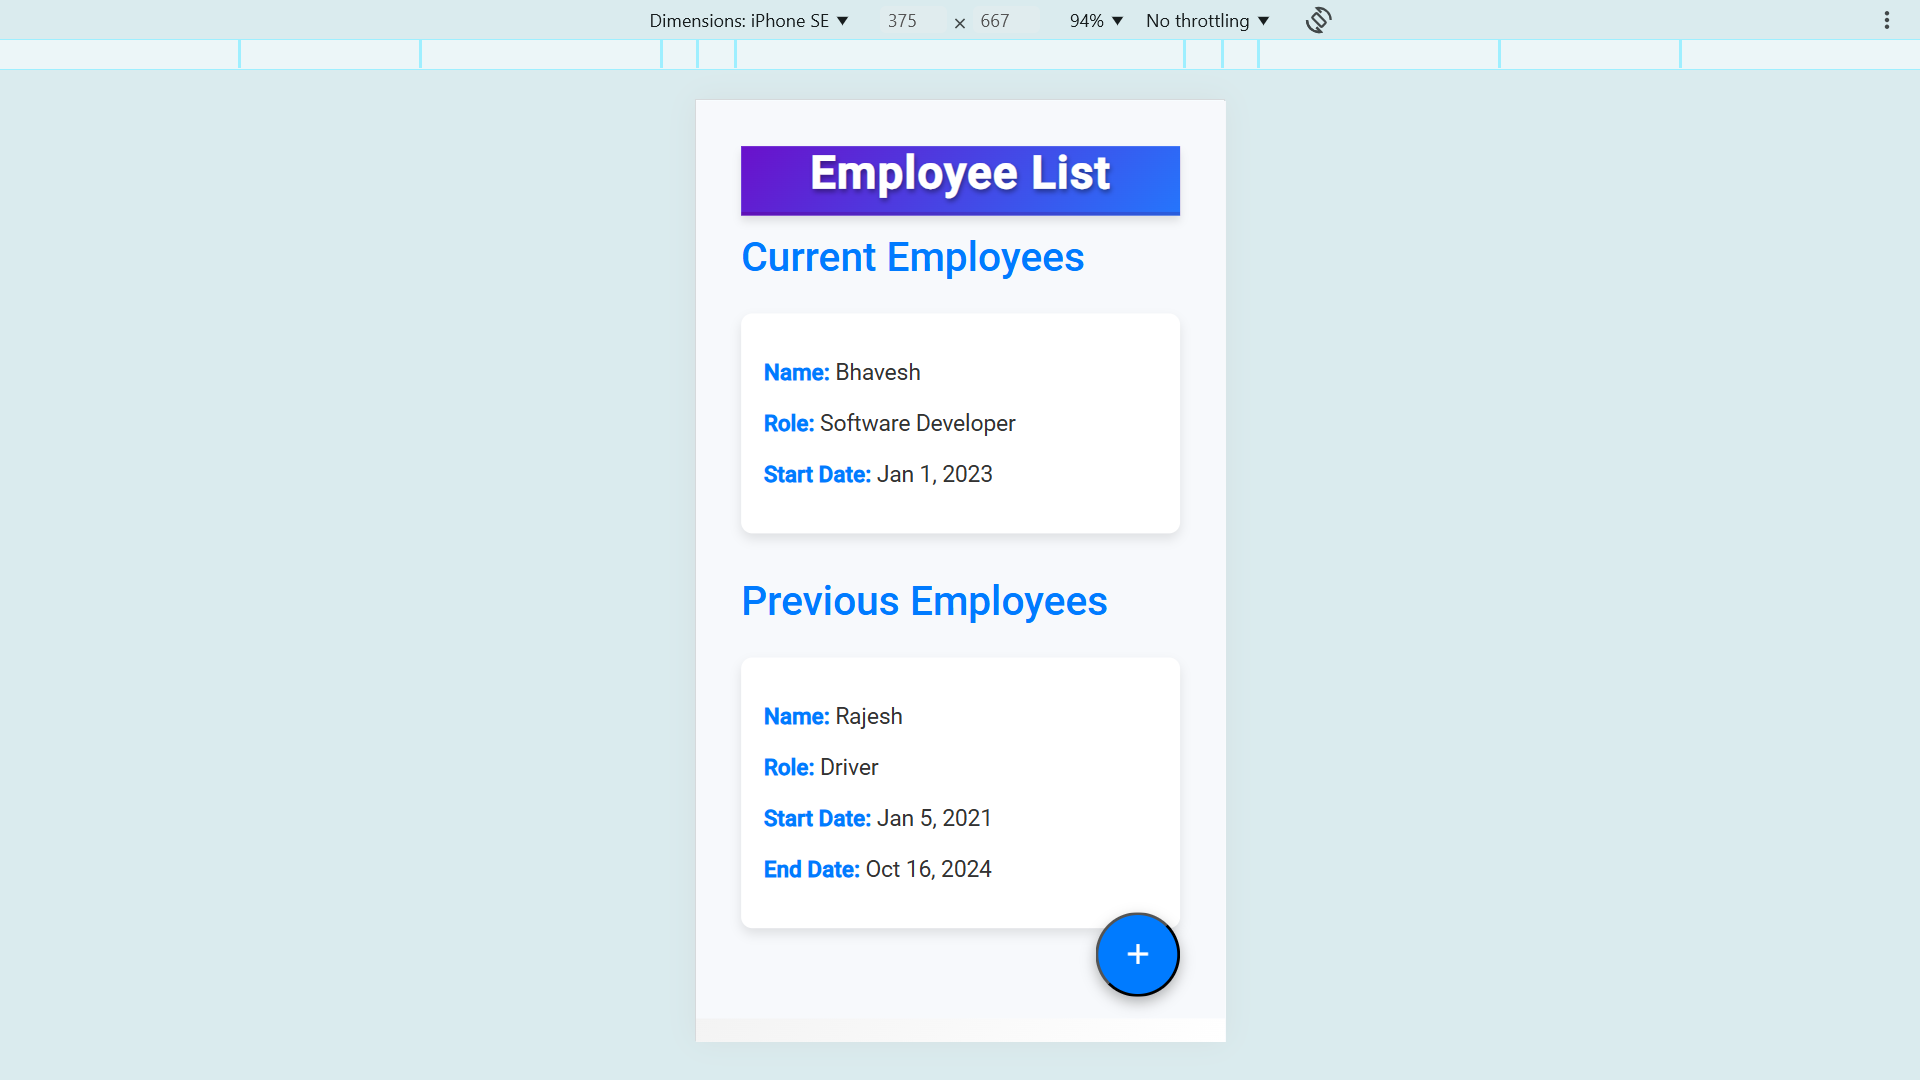 Dimensions: iPhone SE ▼ 375 × 667 94% ▼ No throttling ▼
Employee List
Current Employees
Name: Bhavesh
Role: Software Developer
Start Date: Jan 1, 2023
Previous Employees
Name: Rajesh
Role: Driver
Start Date: Jan 5, 2021
End Date: Oct 16, 2024
+